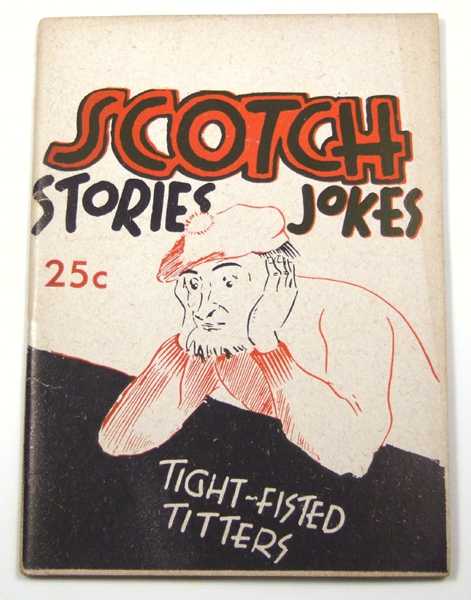 SCOTCH
STORIES JOKES
25c
TIGHT-FISTED
TITTERS